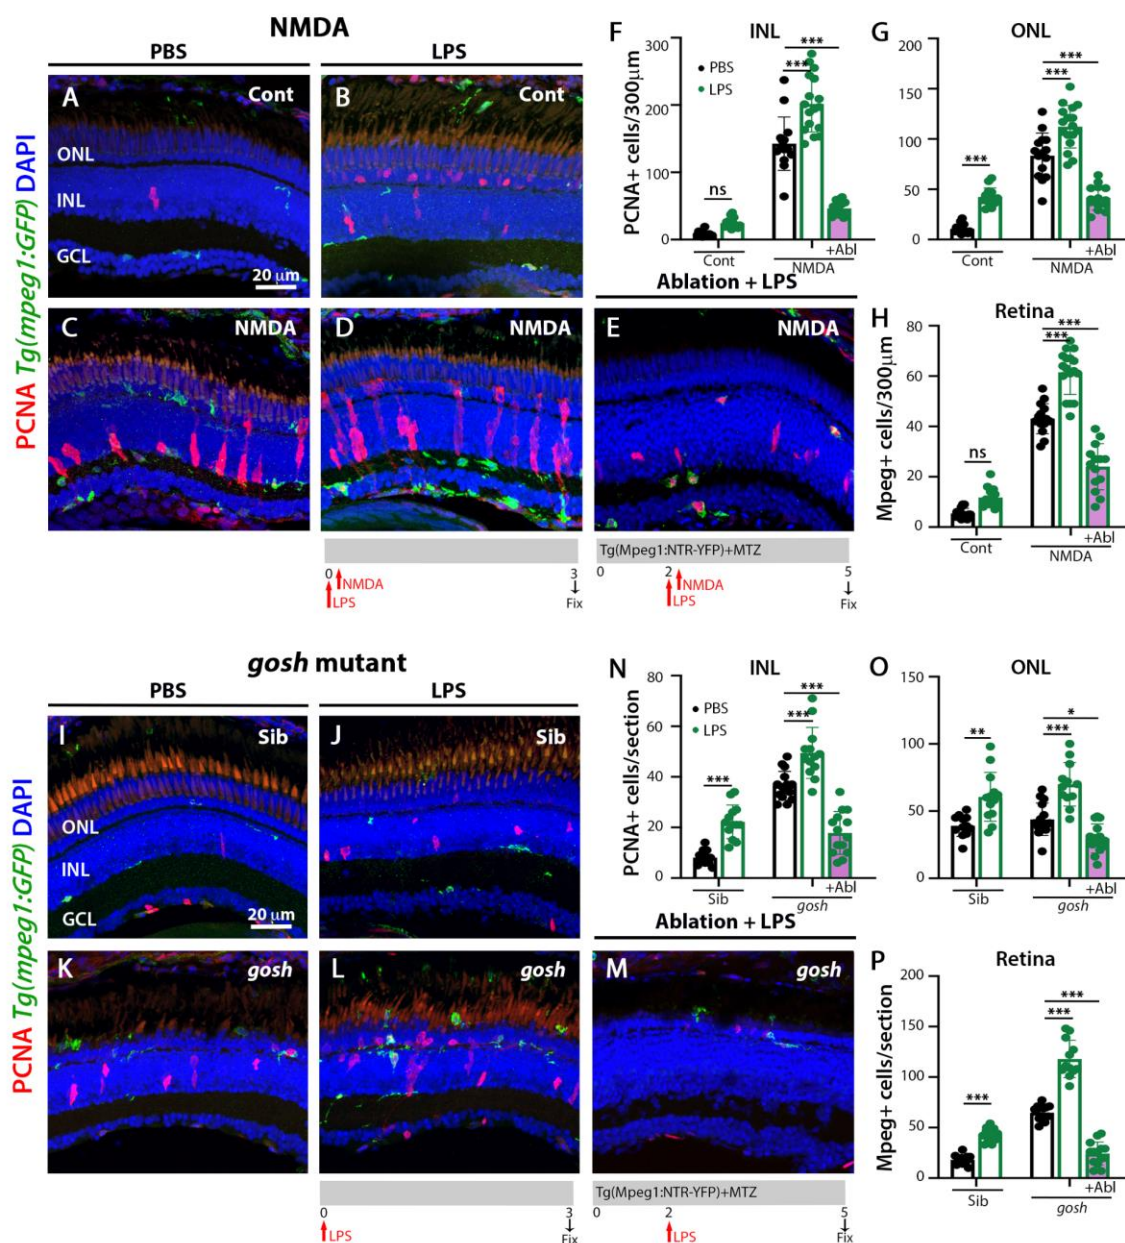 NMDA
PBS
LPS
PCNA Tg(mpeg1:GFP) DAPI
A
Cont
ONL
INL
GCL
20 μm
B
Cont
C
NMDA
D
NMDA
Ablation + LPS
E
NMDA
0
3
NMDA
LPS
Fix
Tg(Mpeg1:NTR-YFP)+MTZ
0
2
5
NMDA
LPS
Fix
F
INL
PCNA+ cells/300μm
300
200
100
0
PBS
LPS
ns
***
***
Cont
NMDA
+Abl
G
ONL
200
150
100
50
0
***
***
***
Cont
NMDA
+Abl
H
Retina
Mpeg+ cells/300μm
80
60
40
20
0
ns
***
***
Cont
NMDA
+Abl
gosh mutant
PBS
LPS
PCNA Tg(mpeg1:GFP) DAPI
I
Sib
ONL
INL
GCL
20 μm
J
Sib
K
gosh
L
gosh
Ablation + LPS
M
gosh
0
3
LPS
Fix
Tg(Mpeg1:NTR-YFP)+MTZ
0
2
5
LPS
Fix
N
INL
PCNA+ cells/section
80
60
40
20
0
PBS
LPS
***
***
***
Sib
gosh
+Abl
O
ONL
150
100
50
0
**
***
*
Sib
gosh
+Abl
P
Retina
Mpeg+ cells/section
200
150
100
50
0
***
***
***
Sib
gosh
+Abl